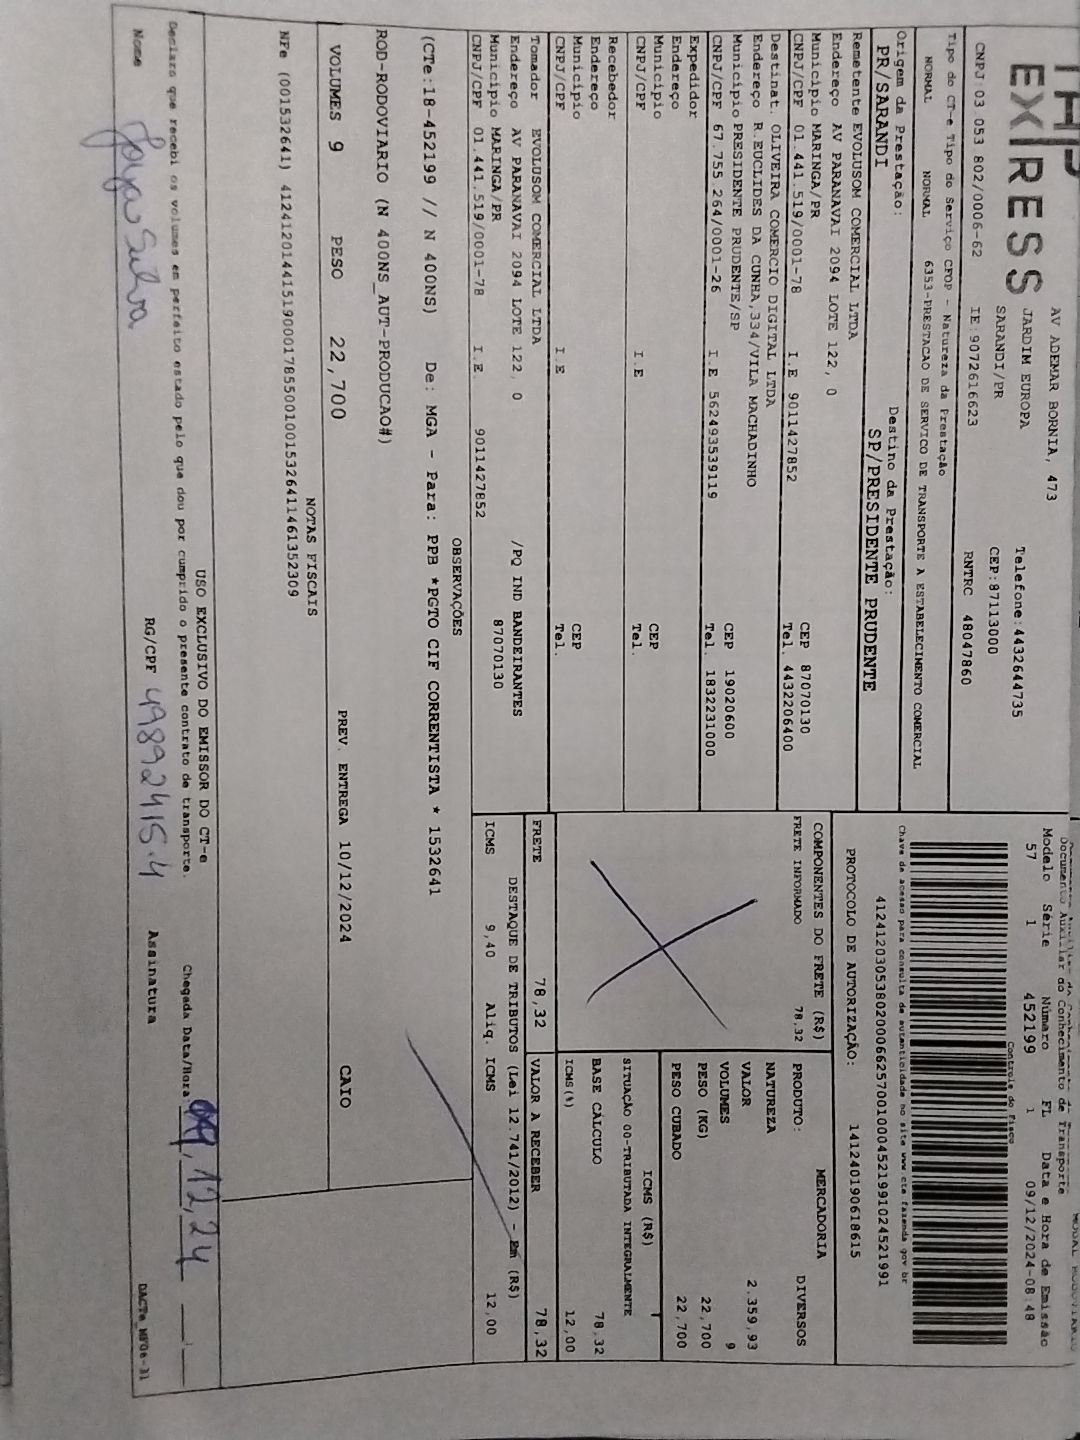 EXPRESS
AV ADEMAR BORNIA, 473
JARDIM EUROPA
SARANDI/PR
Telefone:4432644735
CEP:87113000
CNPJ:03 053 802/0006-62
IE:9072616623
RNTRC 48047860
Documento Auxiliar do Conhecimento de Transporte
Modelo Série Número FL Data e Hora de Emissão
57 1 452199 1 09/12/2024-08:48
Controle do Fisco
Tipo do CT-e Tipo do Serviço CFOP - Natureza da Prestação
NORMAL NORMAL 6353-PRESTACAO DE SERVICO DE TRANSPORTE A ESTABELECIMENTO COMERCIAL
Chave de acesso para consulta de autenticidade no site www cte fazenda gov br
41241203053802000662570010004521991024521991
PROTOCOLO DE AUTORIZAÇÃO: 141240190618615
Origem da Prestação:
PR/SARANDI
Destino da Prestação:
SP/PRESIDENTE PRUDENTE
Remetente EVOLUSOM COMERCIAL LTDA
Endereço AV PARANAVAI 2094 LOTE 122, 0
Município MARINGA/PR CEP 87070130
CNPJ/CPF 01.441.519/0001-78 I.E 9011427852 Tel. 4432206400
Destinat. OLIVEIRA COMERCIO DIGITAL LTDA
Endereço R.EUCLIDES DA CUNHA,334/VILA MACHADINHO
Município PRESIDENTE PRUDENTE/SP CEP 19020600
CNPJ/CPF 67.755 264/0001-26 I.E 562493539119 Tel. 1832231000
Expedidor
Endereço
Município CEP
CNPJ/CPF I.E Tel.
Recebedor
Endereço
Município CEP
CNPJ/CPF I.E Tel.
Tomador EVOLUSOM COMERCIAL LTDA
Endereço AV PARANAVAI 2094 LOTE 122, 0 /PQ IND BANDEIRANTES
Município MARINGA/PR 87070130
CNPJ/CPF 01.441.519/0001-78 I.E. 9011427852
COMPONENTES DO FRETE (R$)
FRETE INFORMADO 78,32
PRODUTO: MERCADORIA DIVERSOS
NATUREZA
VALOR 2.359,93
VOLUMES 9
PESO (KG) 22,700
PESO CUBADO 22,700
ICMS (R$)
SITUAÇÃO 00-TRIBUTADA INTEGRALMENTE
BASE CÁLCULO 78,32
ICMS(%) 12,00
FRETE 78,32 VALOR A RECEBER 78,32
DESTAQUE DE TRIBUTOS (Lei 12.741/2012) - Em (R$)
ICMS 9,40 Aliq. ICMS 12,00
OBSERVAÇÕES
(CTe:18-452199 // N 400NS) De: MGA - Para: PPB *PGTO CIF CORRENTISTA * 1532641
ROD-RODOVIARIO (N 400NS_AUT-PRODUCAO#)
VOLUMES 9 PESO 22,700 PREV. ENTREGA 10/12/2024 CAIO
NOTAS FISCAIS
NFe (001532641) 41241201441519000178550010015326411461352309
USO EXCLUSIVO DO EMISSOR DO CT-e
Declaro que recebi os volumes em perfeito estado pelo que dou por cumprido o presente contrato de transporte. Chegada Data/Hora: 12,24
Nome Silva RG/CPF 49892415-4 Assinatura